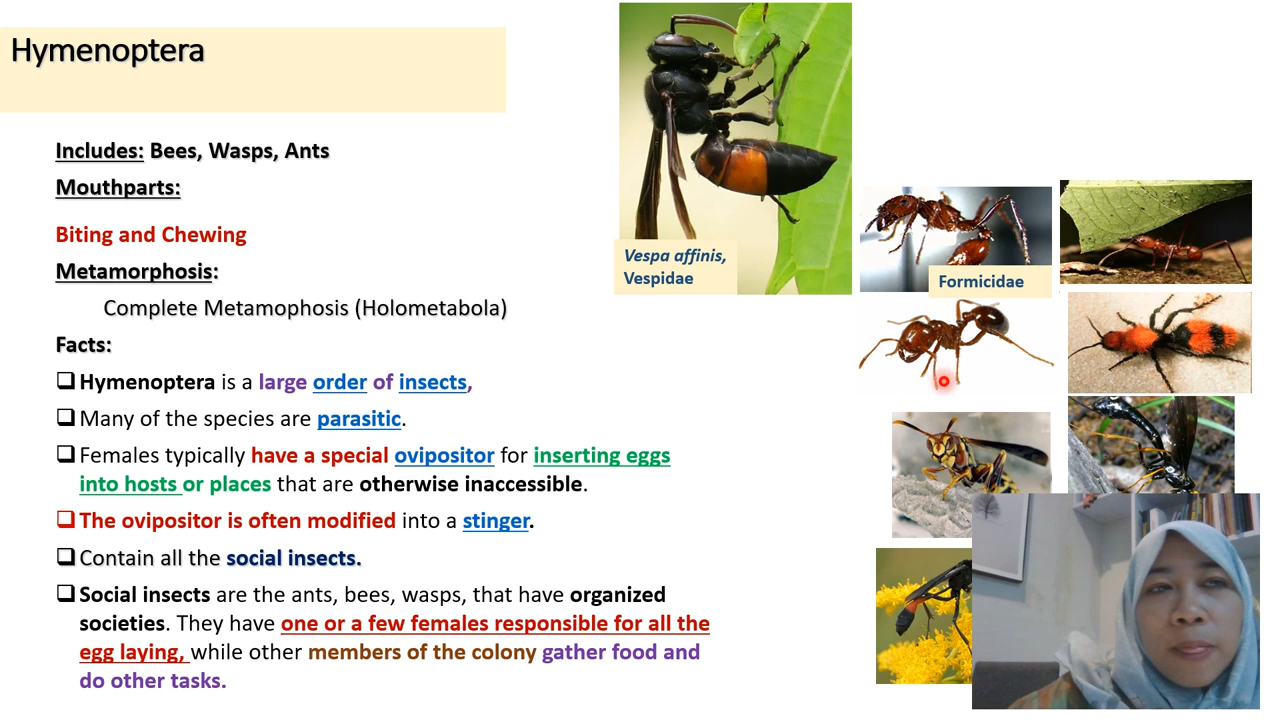 Hymenoptera
Includes: Bees, Wasps, Ants
Mouthparts:
Biting and Chewing
Metamorphosis:
Complete Metamophosis (Holometabola)
Facts:
Hymenoptera is a large order of insects,
Many of the species are parasitic.
Females typically have a special ovipositor for inserting eggs
into hosts or places that are otherwise inaccessible.
The ovipositor is often modified into a stinger.
Contain all the social insects.
Social insects are the ants, bees, wasps, that have organized
societies. They have one or a few females responsible for all the
egg laying, while other members of the colony gather food and
do other tasks.
Vespa affinis,
Vespidae
Formicidae